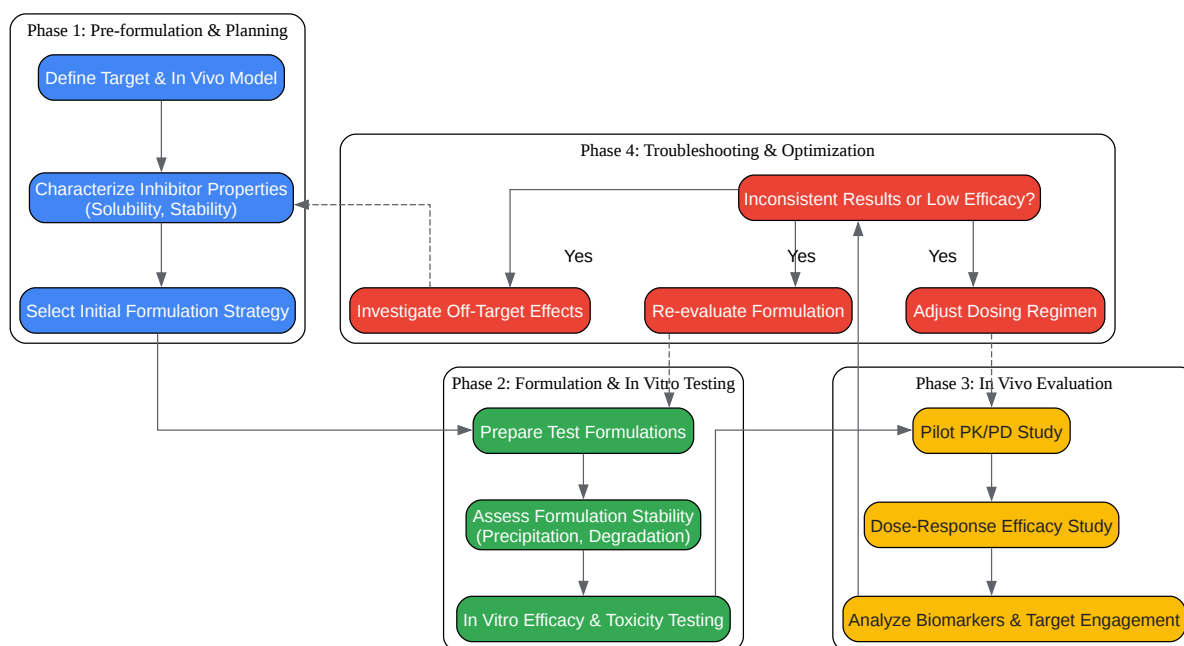 Phase 1: Pre-formulation & Planning
Define Target & In Vivo Model
Characterize Inhibitor Properties
(Solubility, Stability)
Select Initial Formulation Strategy
Phase 4: Troubleshooting & Optimization
Inconsistent Results or Low Efficacy?
Yes
Yes
Yes
Investigate Off-Target Effects
Re-evaluate Formulation
Adjust Dosing Regimen
Phase 2: Formulation & In Vitro Testing
Prepare Test Formulations
Assess Formulation Stability
(Precipitation, Degradation)
In Vitro Efficacy & Toxicity Testing
Phase 3: In Vivo Evaluation
Pilot PK/PD Study
Dose-Response Efficacy Study
Analyze Biomarkers & Target Engagement